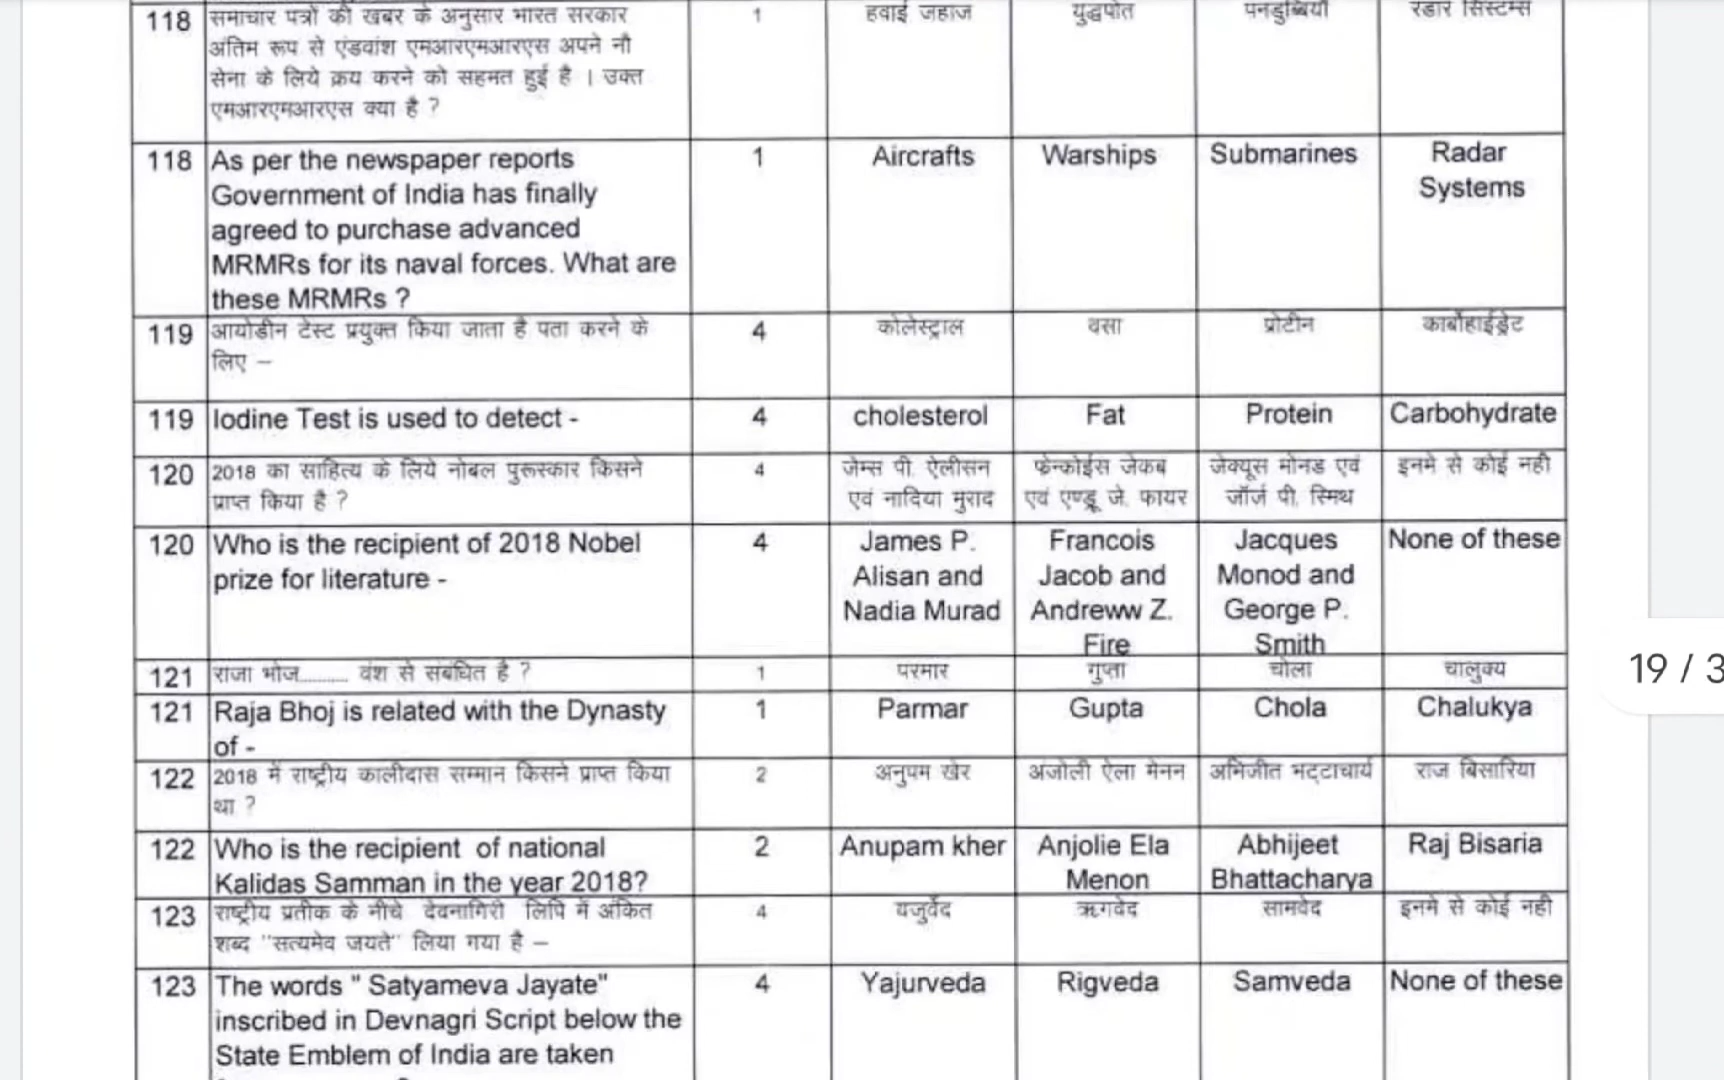 118 समाचार पत्रों की खबर के अनुसार भारत सरकार 1 हवाई जहाज युद्धपोत पनडुब्बियाँ रडार सिस्टम्स
अंतिम रूप से एंडवांश एमआरएमआरएस अपने नौ
सेना के लिये क्रय करने को सहमत हुई है । उक्त
एमआरएमआरएस क्या है ?
118 As per the newspaper reports 1 Aircrafts Warships Submarines Radar
Government of India has finally Systems
agreed to purchase advanced
MRMRs for its naval forces. What are
these MRMRs ?
119 आयोडीन टेस्ट प्रयुक्त किया जाता है पता करने के 4 कोलेस्ट्राल वसा प्रोटीन कार्बोहाईड्रेट
लिए –
119 Iodine Test is used to detect - 4 cholesterol Fat Protein Carbohydrate
120 2018 का साहित्य के लिये नोबल पुरूस्कार किसने 4 जेम्स पी. ऐलीसन फेन्कोईस जेकब जेक्यूस मोनड एवं इनमे से कोई नही
प्राप्त किया है ? एवं नादिया मुराद एवं एण्ड्रू जे. फायर जॉर्ज पी. स्मिथ
120 Who is the recipient of 2018 Nobel 4 James P. Francois Jacques None of these
prize for literature - Alisan and Jacob and Monod and
Nadia Murad Andreww Z. George P.
Fire Smith
121 राजा भोज.......... वंश से संबंधित है ? 1 परमार गुप्ता चोला चालुक्य
121 Raja Bhoj is related with the Dynasty 1 Parmar Gupta Chola Chalukya
of -
122 2018 में राष्ट्रीय कालीदास सम्मान किसने प्राप्त किया 2 अनुपम खेर अंजोली ऐला मेनन अभिजीत भट्टाचार्य राज बिसारिया
था ?
122 Who is the recipient of national 2 Anupam kher Anjolie Ela Abhijeet Raj Bisaria
Kalidas Samman in the year 2018? Menon Bhattacharya
123 राष्ट्रीय प्रतीक के नीचे देवनागिरी लिपि में अंकित 4 यजुर्वेद ऋगवेद सामवेद इनमे से कोई नही
शब्द "सत्यमेव जयते" लिया गया है –
123 The words " Satyameva Jayate" 4 Yajurveda Rigveda Samveda None of these
inscribed in Devnagri Script below the
State Emblem of India are taken
19 / 3